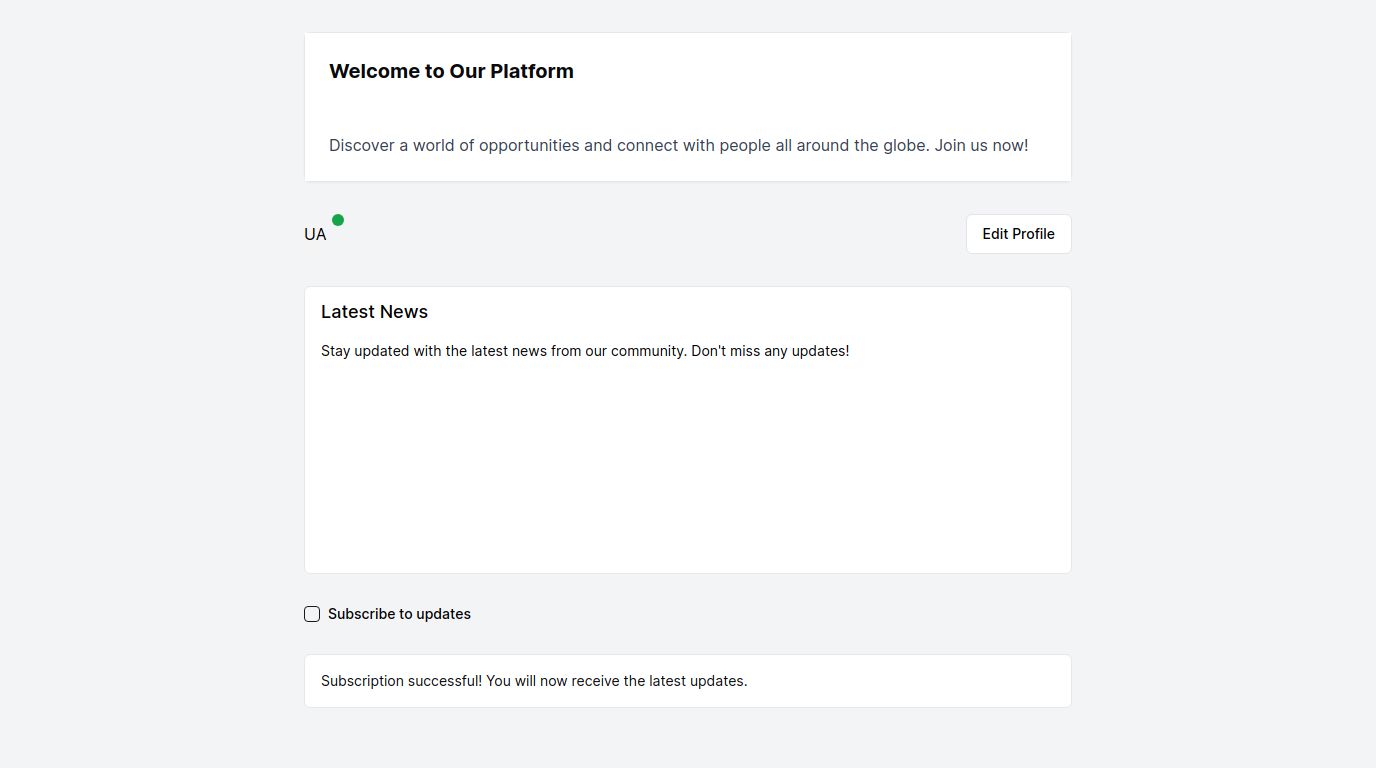 Welcome to Our Platform
Discover a world of opportunities and connect with people all around the globe. Join us now!
UA
Edit Profile
Latest News
Stay updated with the latest news from our community. Don't miss any updates!
Subscribe to updates
Subscription successful! You will now receive the latest updates.